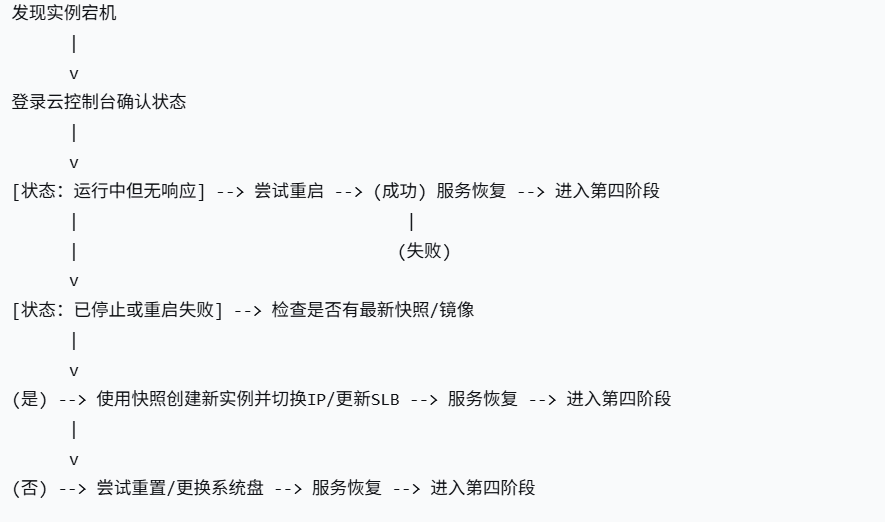 发现实例宕机
|
v
登录云控制台确认状态
|
v
[状态：运行中但无响应] --> 尝试重启 --> (成功) 服务恢复 --> 进入第四阶段
| |
| (失败)
v
[状态：已停止或重启失败] --> 检查是否有最新快照/镜像
|
v
(是) --> 使用快照创建新实例并切换IP/更新SLB --> 服务恢复 --> 进入第四阶段
|
v
(否) --> 尝试重置/更换系统盘 --> 服务恢复 --> 进入第四阶段